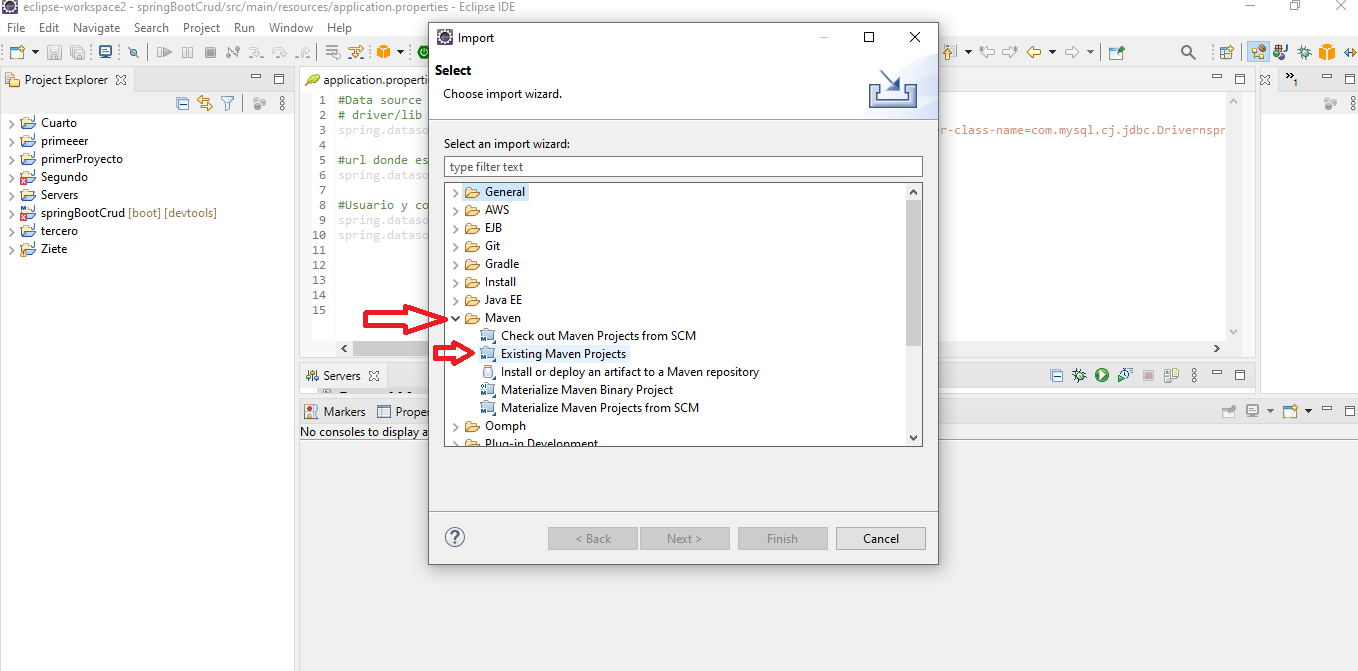 eclipse-workspace2 - springBootCrud/src/main/resources/application.properties - Eclipse IDE
File Edit Navigate Search Project Run Window Help
Project Explorer
Cuarto
primeeer
primerProyecto
Segundo
Servers
springBootCrud [boot] [devtools]
tercero
Ziete
application.properti
1 #Data source
2 # driver/lib
3 spring.dataso
er-class-name=com.mysql.cj.jdbc.Drivernspr
4
5 #url donde es
6 spring.dataso
7
8 #Usuario y co
9 spring.dataso
10 spring.dataso
11
12
13
14
15
»1
Import
Select
Choose import wizard.
Select an import wizard:
type filter text
General
AWS
EJB
Git
Gradle
Install
Java EE
Maven
Check out Maven Projects from SCM
Existing Maven Projects
Install or deploy an artifact to a Maven repository
Materialize Maven Binary Project
Materialize Maven Projects from SCM
Oomph
Plug-in Development
? < Back Next > Finish Cancel
Servers
Markers Proper
No consoles to display a